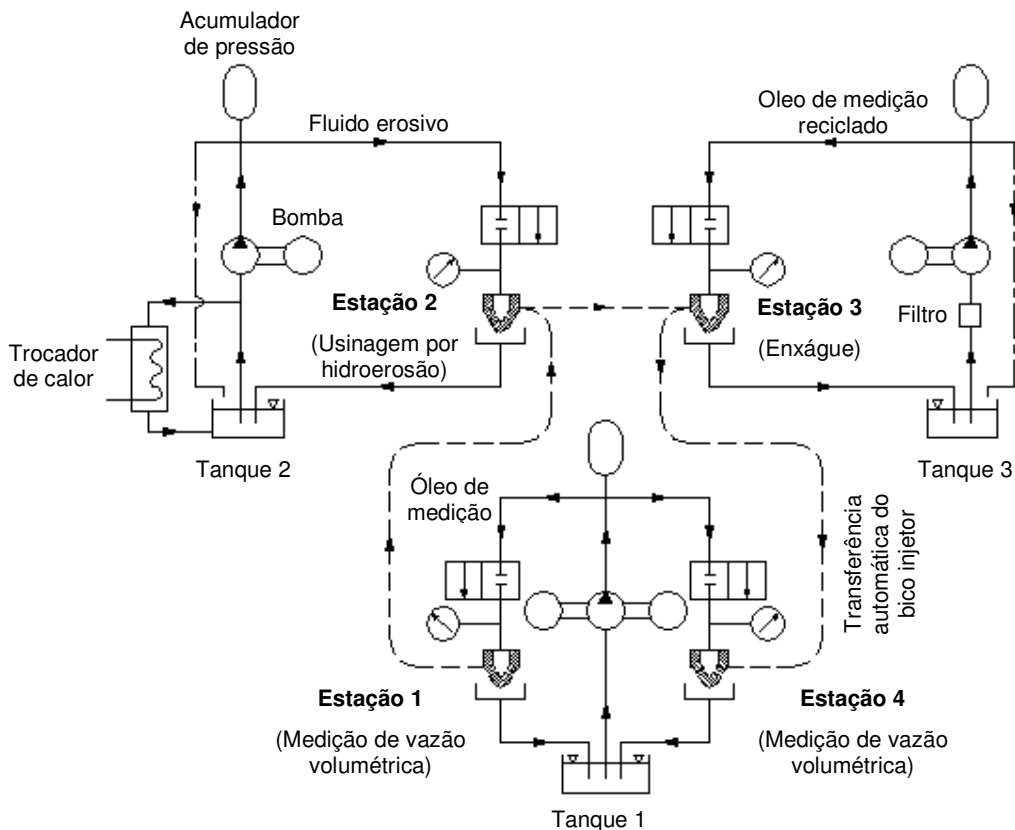 Acumulador
de pressão
Fluido erosivo
Oleo de medição
reciclado
Bomba
Estação 2
(Usinagem por
hidroerosão)
Estação 3
(Enxágue)
Filtro
Trocador
de calor
Tanque 2
Tanque 3
Óleo de
medição
Transferência
automática do
bico injetor
Estação 1
(Medição de vazão
volumétrica)
Estação 4
(Medição de vazão
volumétrica)
Tanque 1